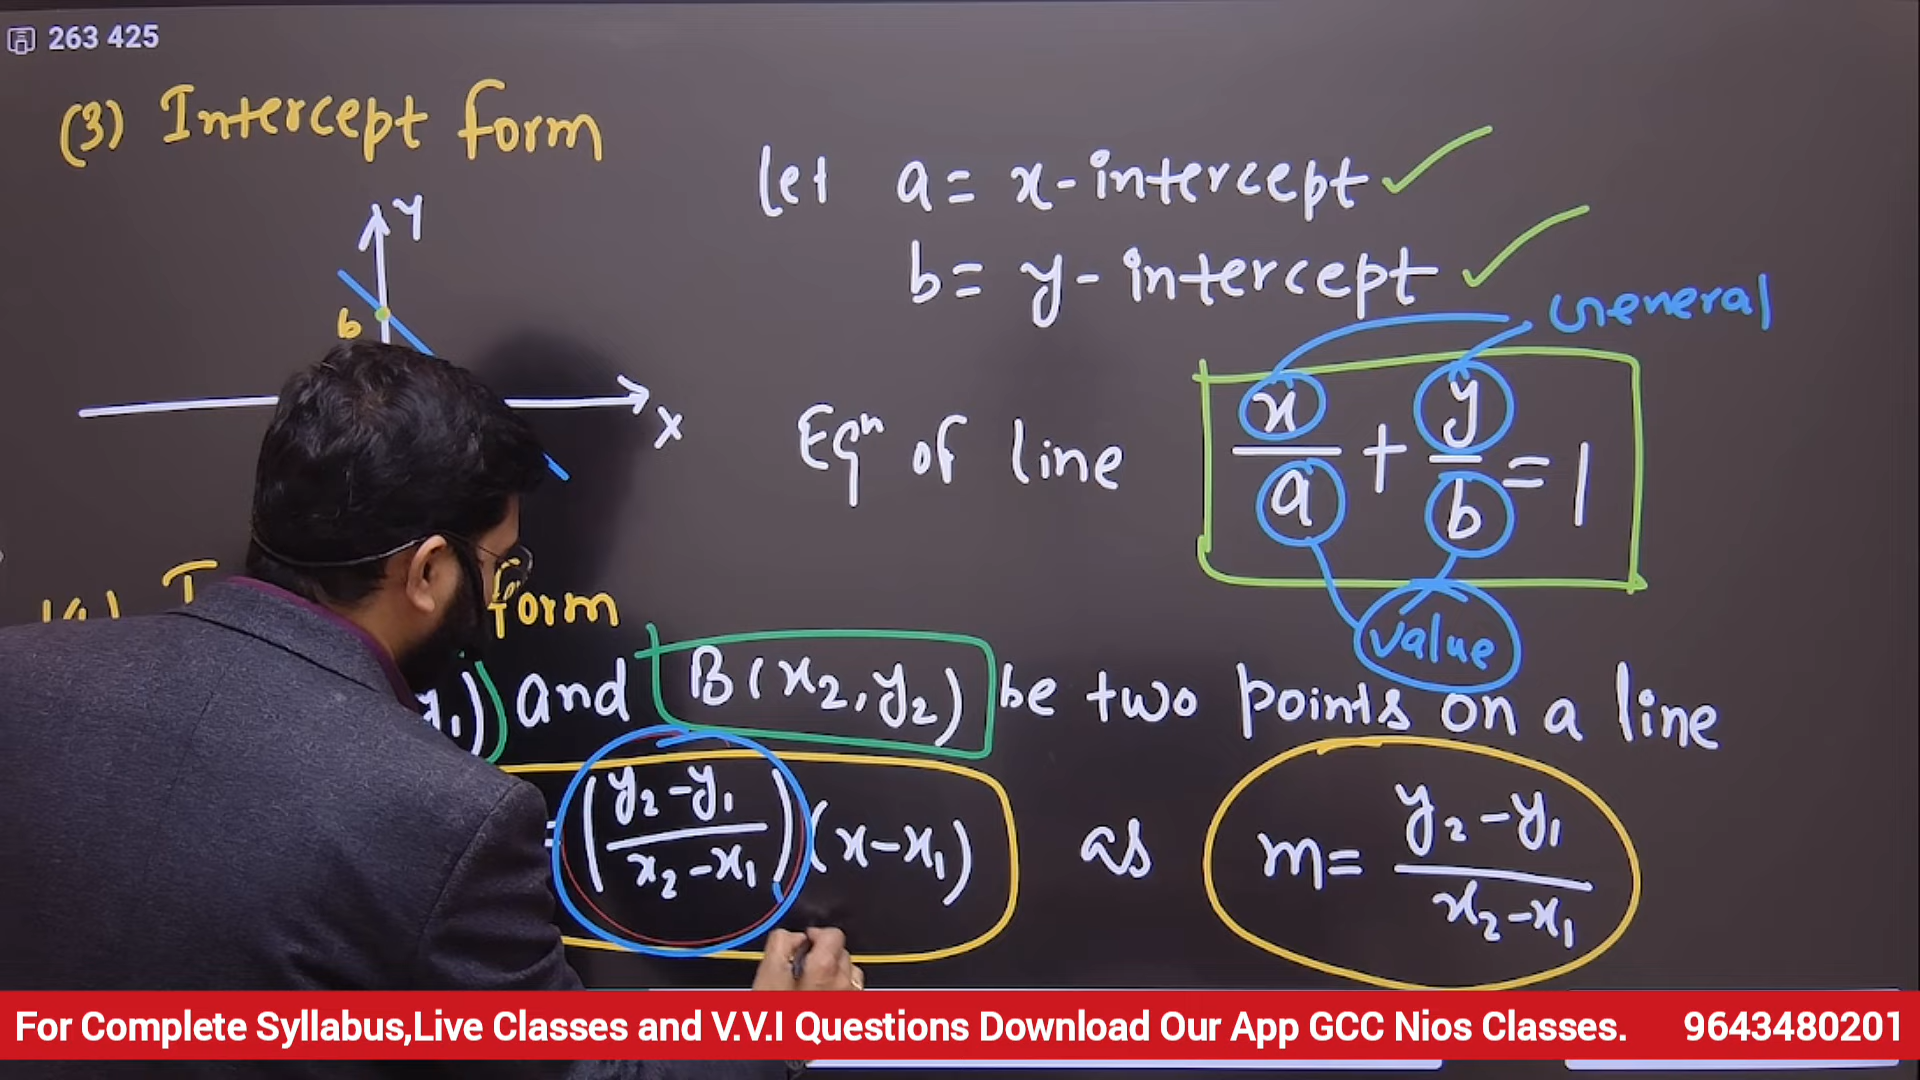 263 425
(3) Intercept form
let a = x-intercept
b = y-intercept
General
Y
b
X
Eqⁿ of line x/a + y/b = 1
value
form
y₁) and B(x₂, y₂) be two points on a line
= (y₂-y₁/x₂-x₁)(x-x₁) as m = y₂-y₁/x₂-x₁
For Complete Syllabus,Live Classes and V.V.I Questions Download Our App GCC Nios Classes. 9643480201